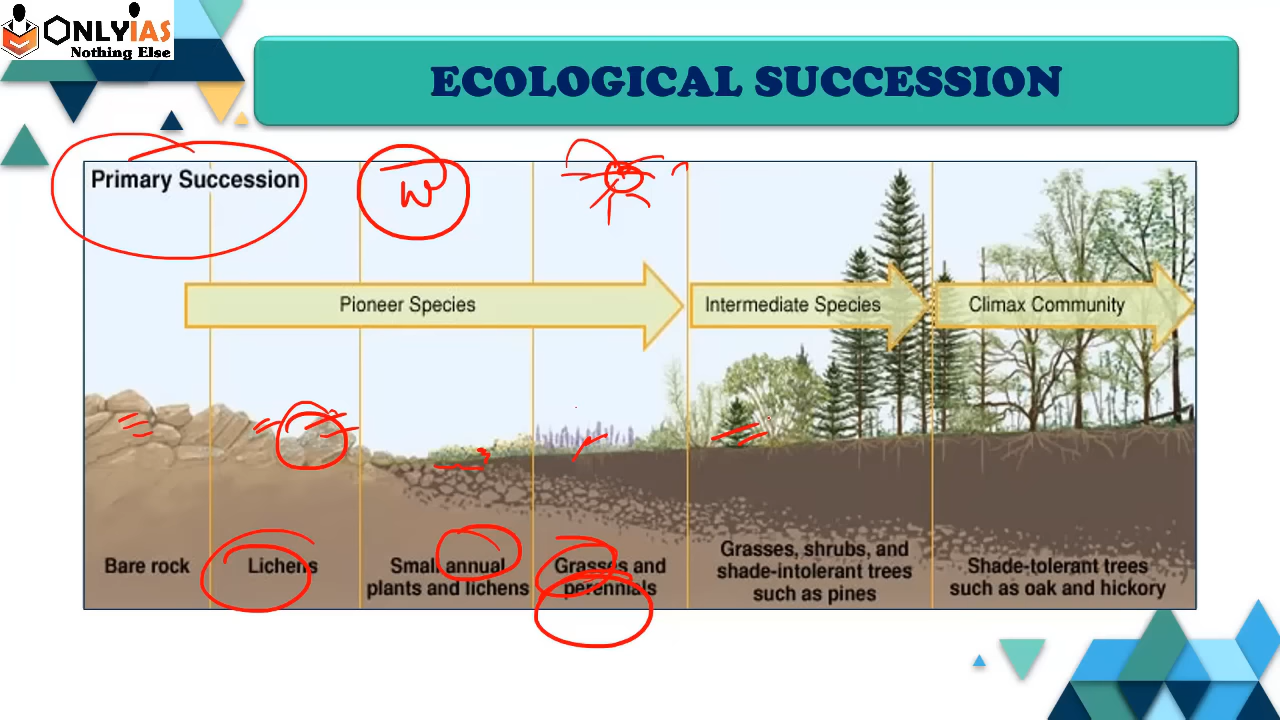 ONLYIAS
Nothing Else
ECOLOGICAL SUCCESSION
Primary Succession
Pioneer Species
Intermediate Species
Climax Community
Bare rock
Lichens
Small annual
plants and lichens
Grasses and
perennials
Grasses, shrubs, and
shade-intolerant trees
such as pines
Shade-tolerant trees
such as oak and hickory